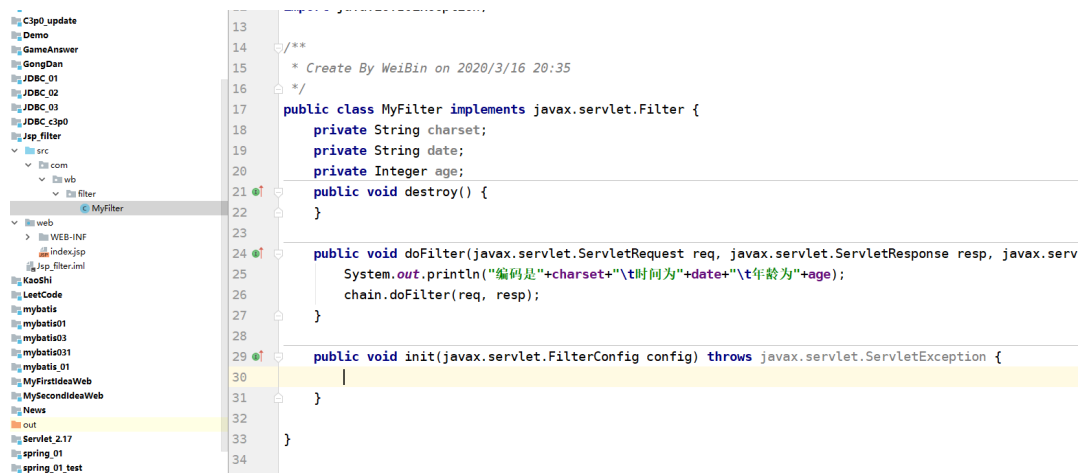 C3p0_update
Demo
GameAnswer
GongDan
JDBC_01
JDBC_02
JDBC_03
JDBC_c3p0
Jsp_filter
src
com
wb
filter
MyFilter
web
WEB-INF
index.jsp
Jsp_filter.iml
KaoShi
LeetCode
mybatis
mybatis01
mybatis03
mybatis031
mybatis_01
MyFirstIdeaWeb
MySecondIdeaWeb
News
out
Servlet_2.17
spring_01
spring_01_test
13
14 /**
15 * Create By WeiBin on 2020/3/16 20:35
16 */
17 public class MyFilter implements javax.servlet.Filter {
18 private String charset;
19 private String date;
20 private Integer age;
21 public void destroy() {
22 }
23
24 public void doFilter(javax.servlet.ServletRequest req, javax.servlet.ServletResponse resp, javax.serv
25 System.out.println("编码是"+charset+"\t时间为"+date+"\t年龄为"+age);
26 chain.doFilter(req, resp);
27 }
28
29 public void init(javax.servlet.FilterConfig config) throws javax.servlet.ServletException {
30
31 }
32
33 }
34